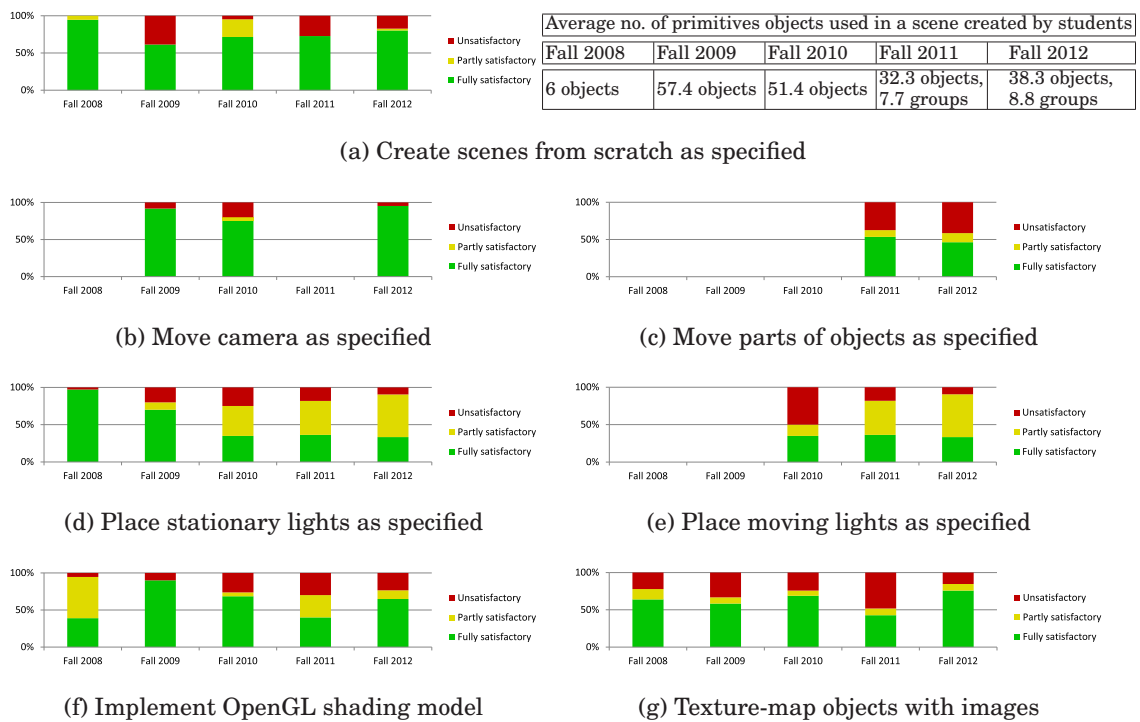 100%
50%
0%
Fall 2008 Fall 2009 Fall 2010 Fall 2011 Fall 2012
Unsatisfactory
Partly satisfactory
Fully satisfactory
Average no. of primitives objects used in a scene created by students
Fall 2008 Fall 2009 Fall 2010 Fall 2011 Fall 2012
6 objects 57.4 objects 51.4 objects 32.3 objects, 7.7 groups 38.3 objects, 8.8 groups
(a) Create scenes from scratch as specified
100%
50%
0%
Fall 2008 Fall 2009 Fall 2010 Fall 2011 Fall 2012
Unsatisfactory
Partly satisfactory
Fully satisfactory
(b) Move camera as specified
100%
50%
0%
Fall 2008 Fall 2009 Fall 2010 Fall 2011 Fall 2012
Unsatisfactory
Partly satisfactory
Fully satisfactory
(c) Move parts of objects as specified
100%
50%
0%
Fall 2008 Fall 2009 Fall 2010 Fall 2011 Fall 2012
Unsatisfactory
Partly satisfactory
Fully satisfactory
(d) Place stationary lights as specified
100%
50%
0%
Fall 2008 Fall 2009 Fall 2010 Fall 2011 Fall 2012
Unsatisfactory
Partly satisfactory
Fully satisfactory
(e) Place moving lights as specified
100%
50%
0%
Fall 2008 Fall 2009 Fall 2010 Fall 2011 Fall 2012
Unsatisfactory
Partly satisfactory
Fully satisfactory
(f) Implement OpenGL shading model
100%
50%
0%
Fall 2008 Fall 2009 Fall 2010 Fall 2011 Fall 2012
Unsatisfactory
Partly satisfactory
Fully satisfactory
(g) Texture-map objects with images